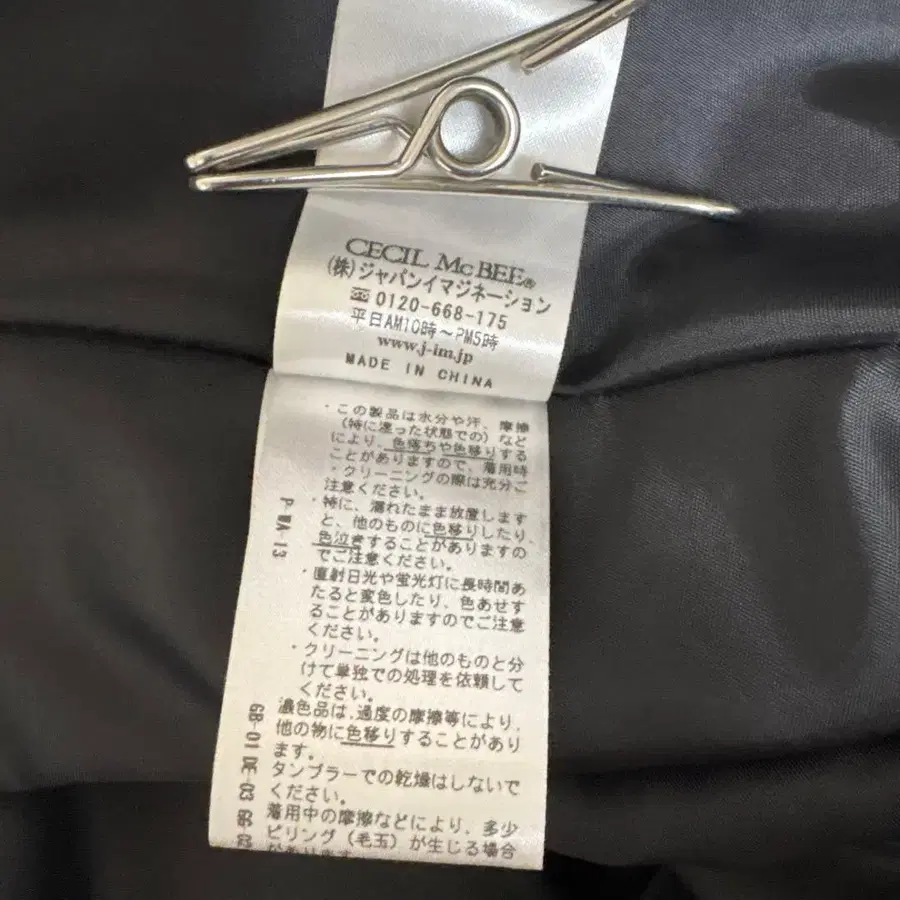 CECIL McBEE®
(株)ジャパンイマジネーション
0120-668-175
平日AM10時～PM5時
www.j-im.jp
MADE IN CHINA
・この製品は水分や汗、摩擦
(特に湿った状態での)など
により、色落ちや色移りする
ことがありますので、着用時
・クリーニングの際は充分ご
注意ください。
・特に、濡れたまま放置します
と、他のものに色移りしたり、
色泣きすることがありますの
でご注意ください。
・直射日光や蛍光灯に長時間あ
たると変色したり、色あせす
ることがありますのでご注意
ください。
・クリーニングは他のものと分
けて単独での処理を依頼して
ください。
濃色品は、過度の摩擦等により、
他の物に色移りすることがあり
ます。
タンブラーでの乾燥はしないで
ください。
着用中の摩擦などにより、多少
ピリング(毛玉)が生じる場合
があります
P-WA-13
GB-01 DE-03